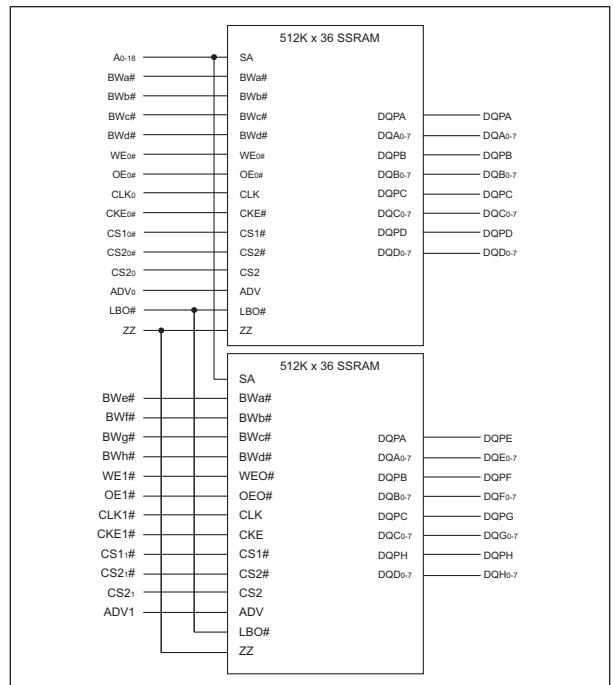 512K x 36 SSRAM
A0-18 SA
BWa# BWa#
BWb# BWb#
BWc# BWc# DQPA DQPA
BWd# BWd# DQA0-7 DQA0-7
WE0# WE0# DQPB DQPB
OE0# OE0# DQB0-7 DQB0-7
CLK0 CLK DQPC DQPC
CKE0# CKE# DQC0-7 DQC0-7
CS10# CS1# DQPD DQPD
CS20# CS2# DQD0-7 DQD0-7
CS20 CS2
ADV0 ADV
LBO# LBO#
ZZ ZZ
512K x 36 SSRAM
SA
BWe# BWa#
BWf# BWb#
BWg# BWc# DQPA DQPE
BWh# BWd# DQA0-7 DQE0-7
WE1# WEO# DQPB DQPF
OE1# OEO# DQB0-7 DQF0-7
CLK1# CLK DQPC DQPG
CKE1# CKE DQC0-7 DQG0-7
CS11# CS1# DQPH DQPH
CS21# CS2# DQD0-7 DQH0-7
CS21 CS2
ADV1 ADV
LBO#
ZZ